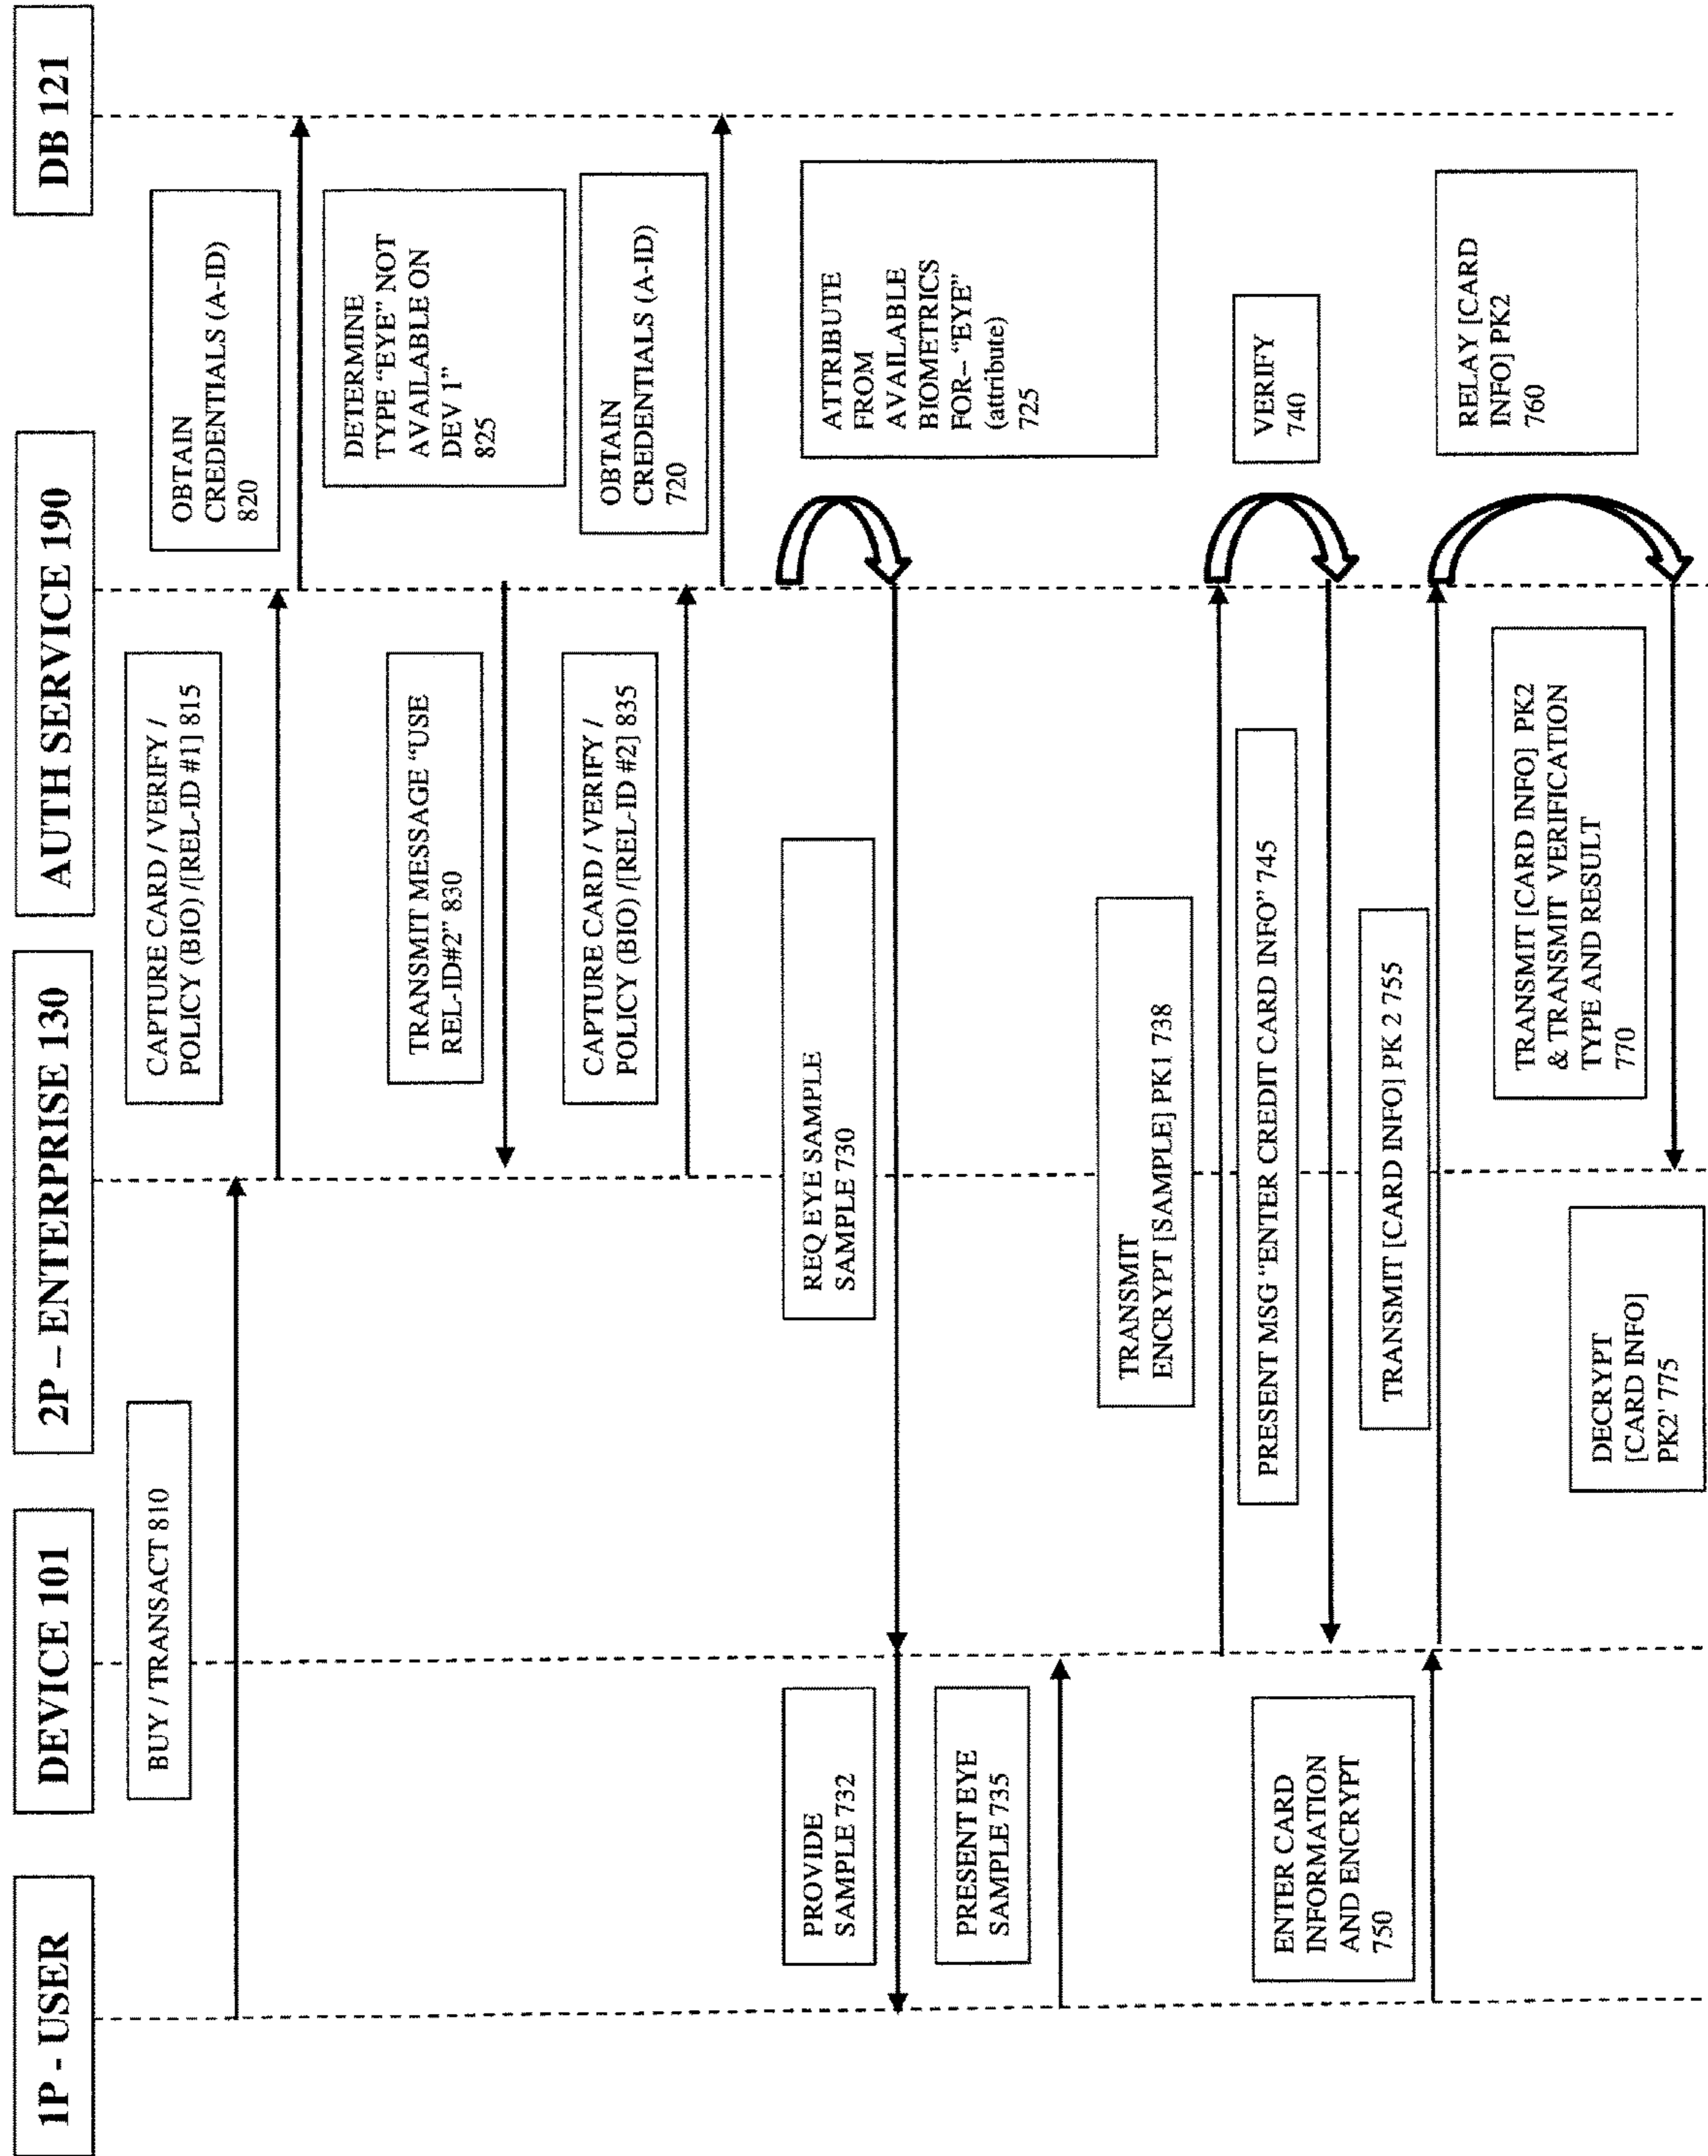 1P - USER
DEVICE 101
2P – ENTERPRISE 130
AUTH SERVICE 190
DB 121
BUY / TRANSACT 810
CAPTURE CARD / VERIFY /
POLICY (BIO) /[REL-ID #1] 815
OBTAIN
CREDENTIALS (A-ID)
820
DETERMINE
TYPE “EYE” NOT
AVAILABLE ON
DEV 1”
825
TRANSMIT MESSAGE “USE
REL-ID#2” 830
CAPTURE CARD / VERIFY /
POLICY (BIO) /[REL-ID #2] 835
OBTAIN
CREDENTIALS (A-ID)
720
ATTRIBUTE
FROM
AVAILABLE
BIOMETRICS
FOR– “EYE”
(attribute)
725
REQ EYE SAMPLE
SAMPLE 730
PROVIDE
SAMPLE 732
PRESENT EYE
SAMPLE 735
TRANSMIT
ENCRYPT [SAMPLE] PK1 738
VERIFY
740
PRESENT MSG “ENTER CREDIT CARD INFO” 745
ENTER CARD
INFORMATION
AND ENCRYPT
750
TRANSMIT [CARD INFO] PK 2 755
RELAY [CARD
INFO] PK2
760
TRANSMIT [CARD INFO] PK2
& TRANSMIT VERIFICATION
TYPE AND RESULT
770
DECRYPT
[CARD INFO]
PK2' 775